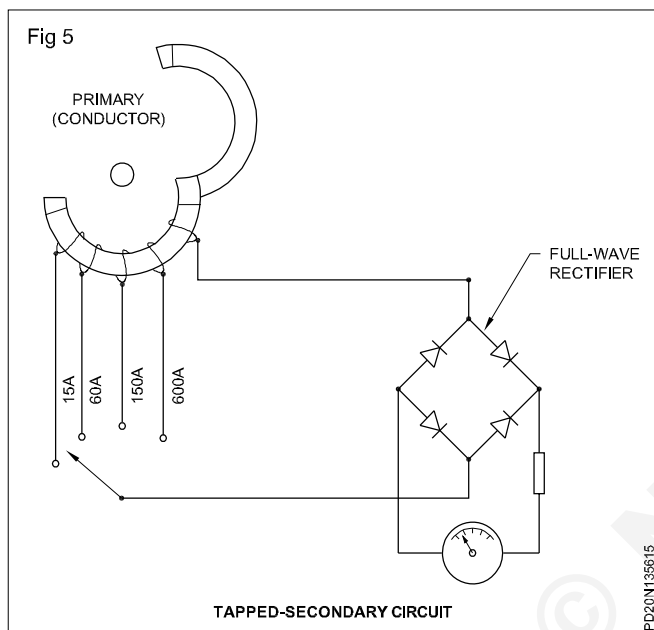 Fig 5
PRIMARY
(CONDUCTOR)
FULL-WAVE
RECTIFIER
15A
60A
150A
600A
TAPPED-SECONDARY CIRCUIT
PD20N135615